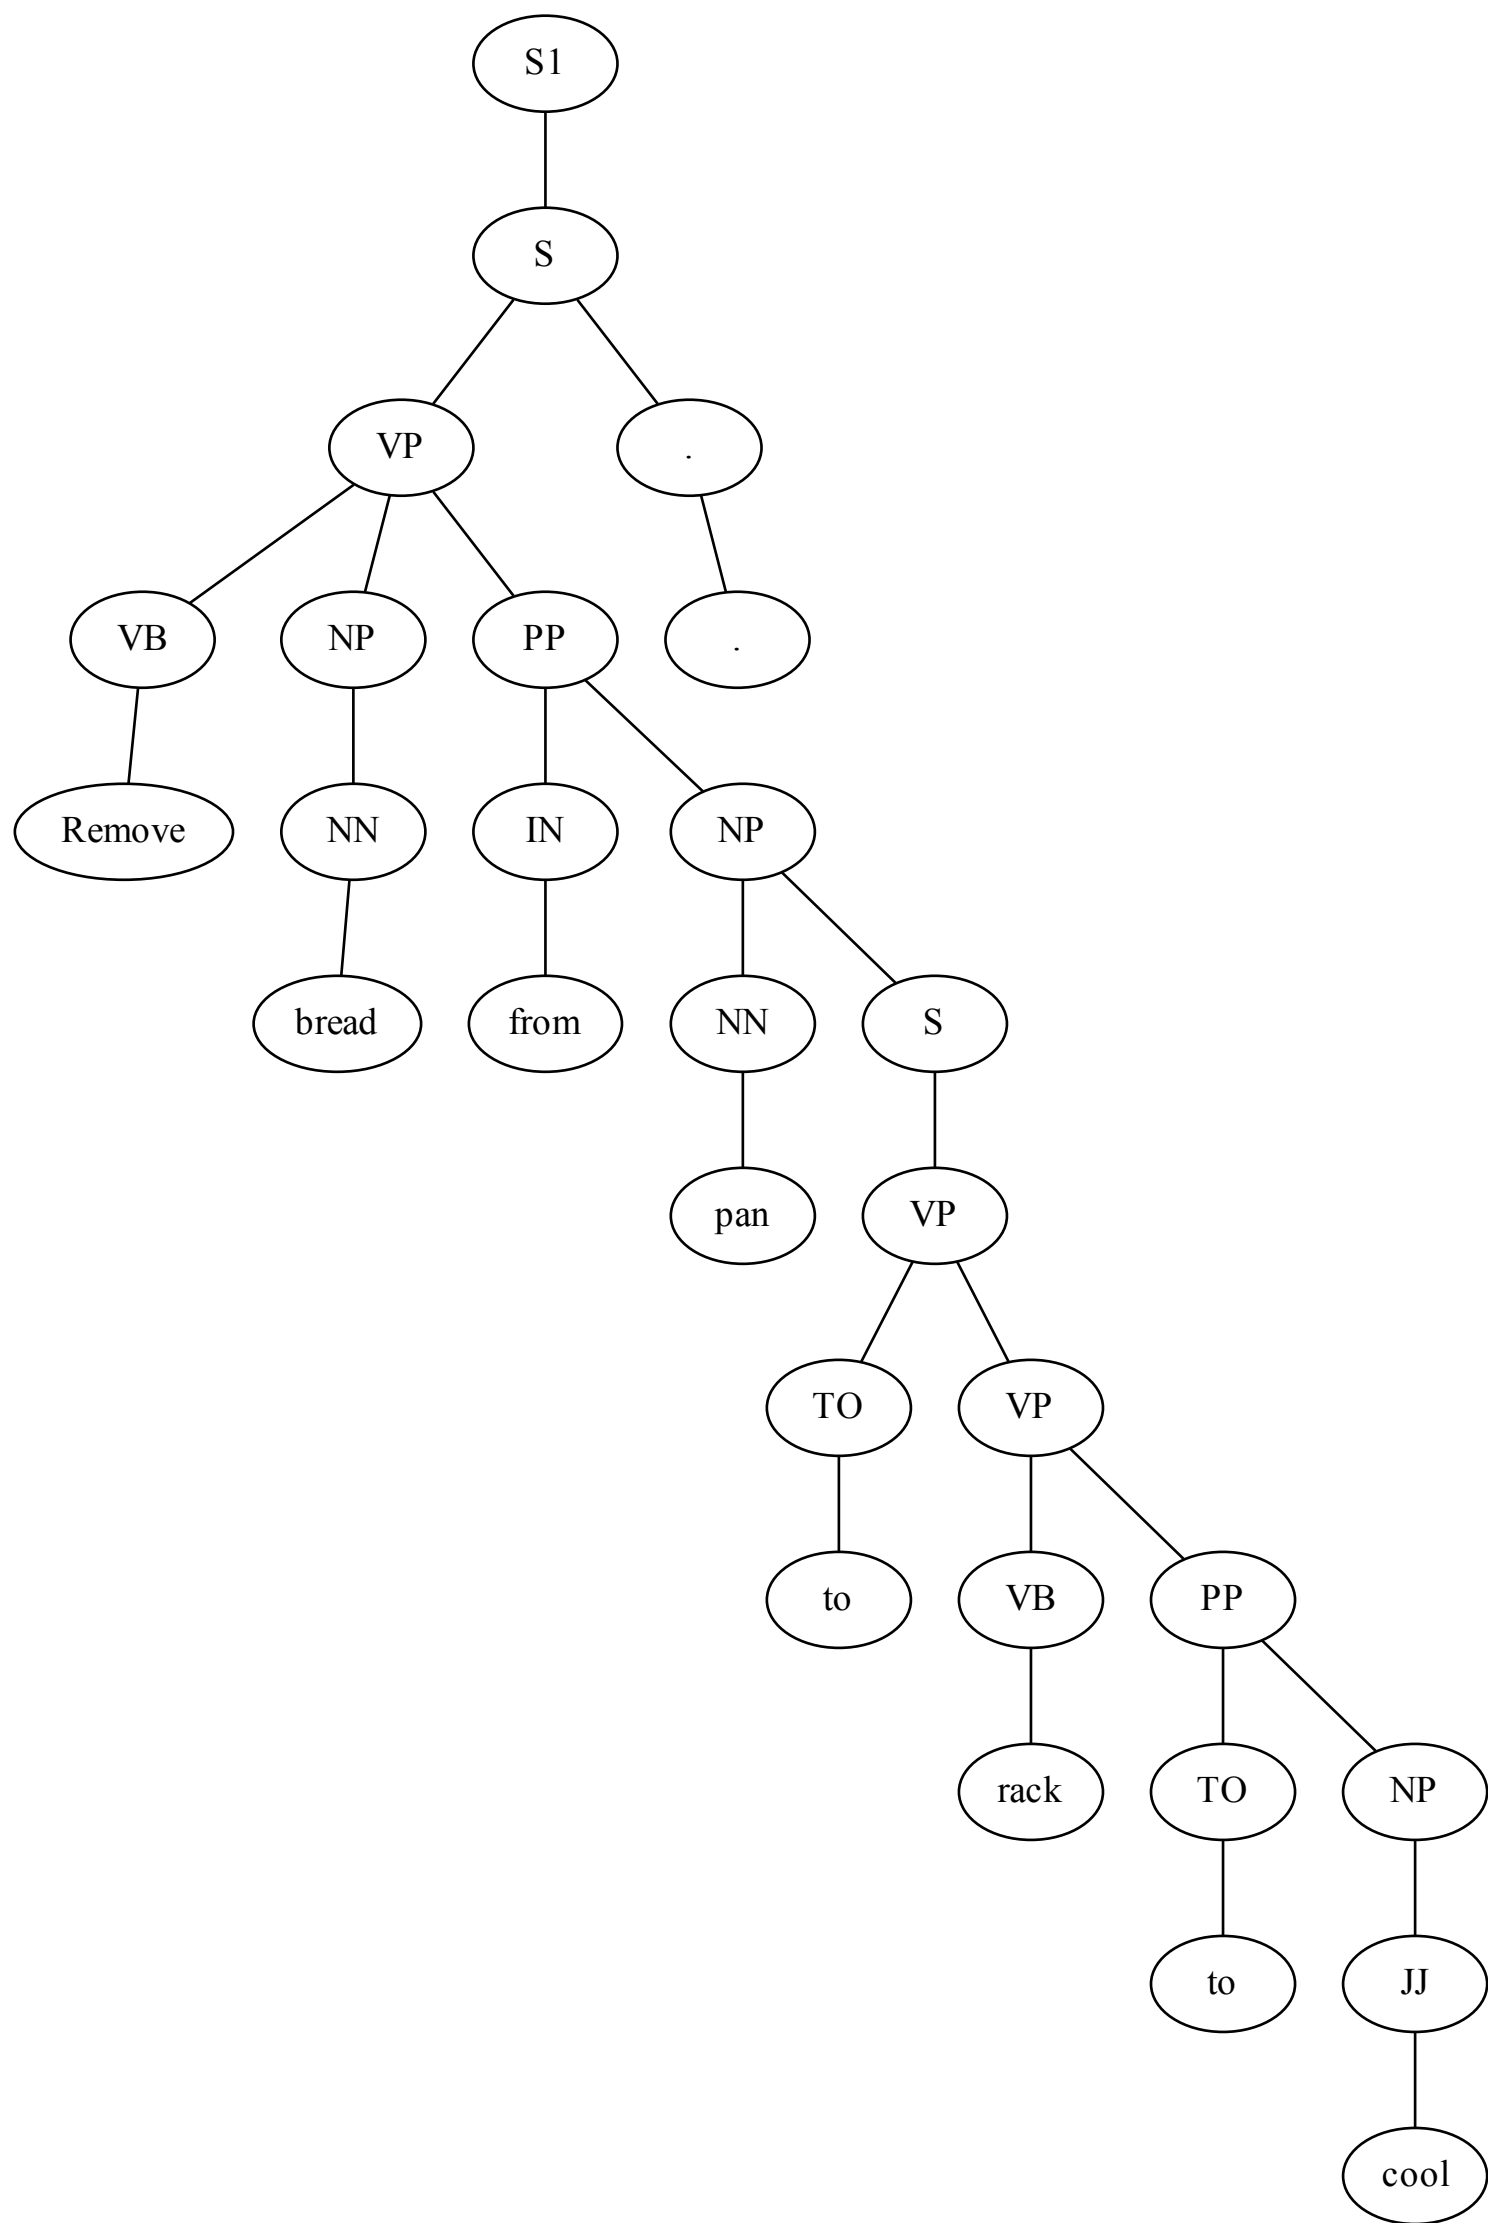 S1
S
VP .
VB NP PP .
Remove NN IN NP
bread from NN S
pan VP
TO VP
to VB PP
rack TO NP
to JJ
cool